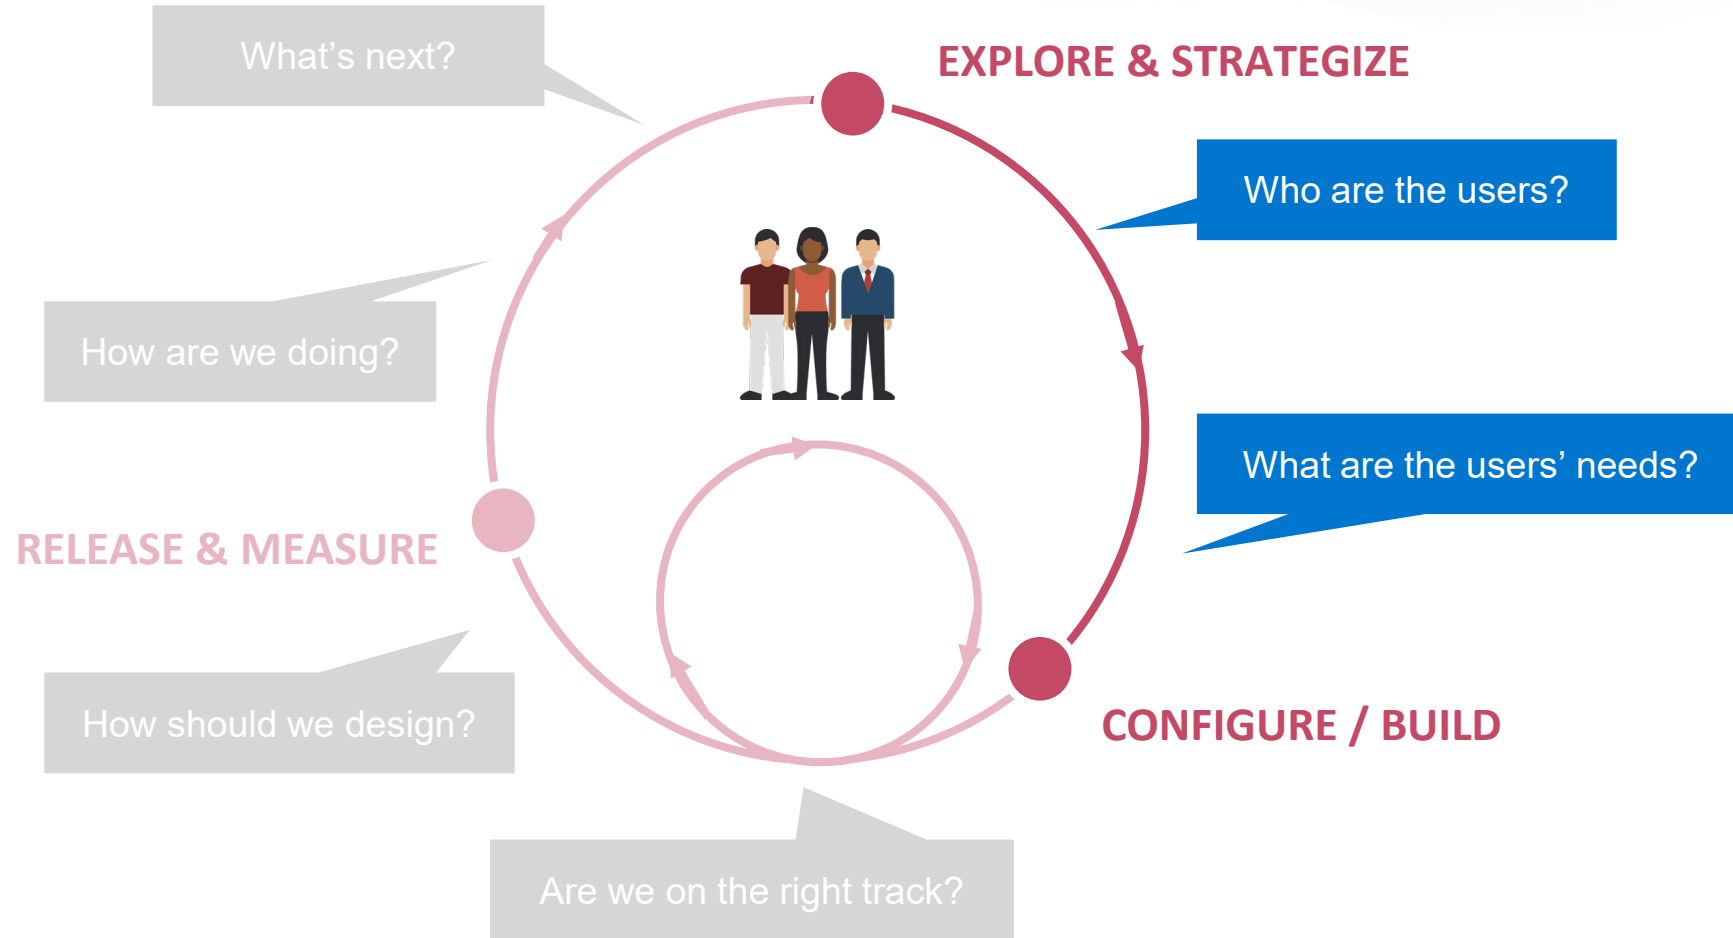 What's next?
EXPLORE & STRATEGIZE
Who are the users?
How are we doing?
What are the users’ needs?
RELEASE & MEASURE
How should we design?
CONFIGURE / BUILD
Are we on the right track?